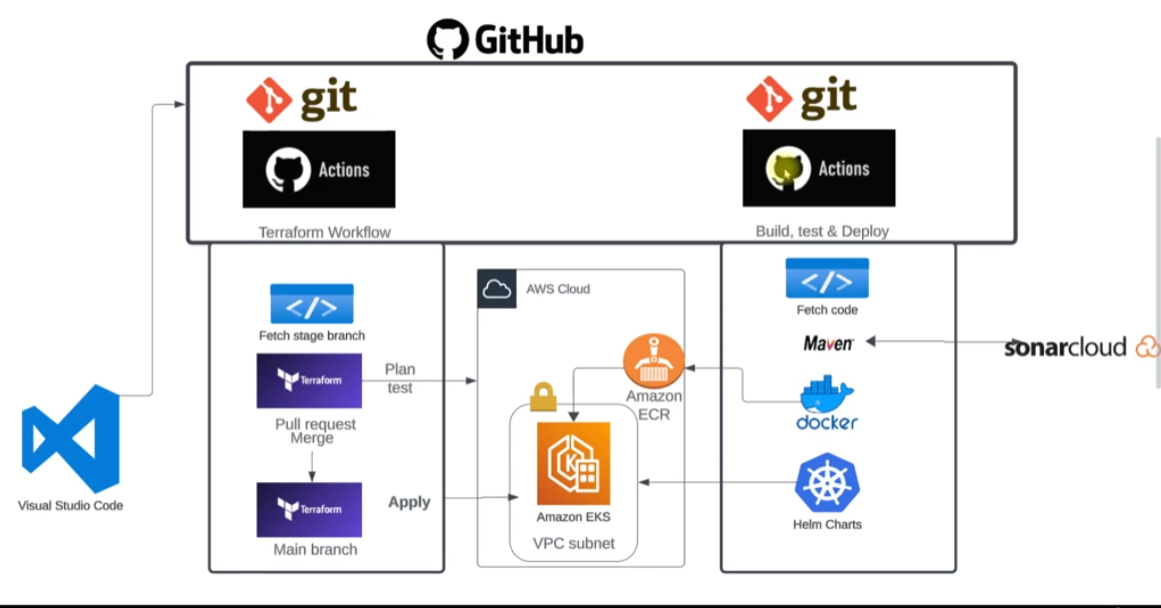 GitHub
git
git
Actions
Actions
Terraform Workflow
Build, test & Deploy
Fetch stage branch
Terraform
Plan
test
Pull request
Merge
Terraform
Apply
Main branch
Visual Studio Code
AWS Cloud
Amazon
ECR
Amazon EKS
VPC subnet
Fetch code
Maven
sonarcloud
docker
Helm Charts